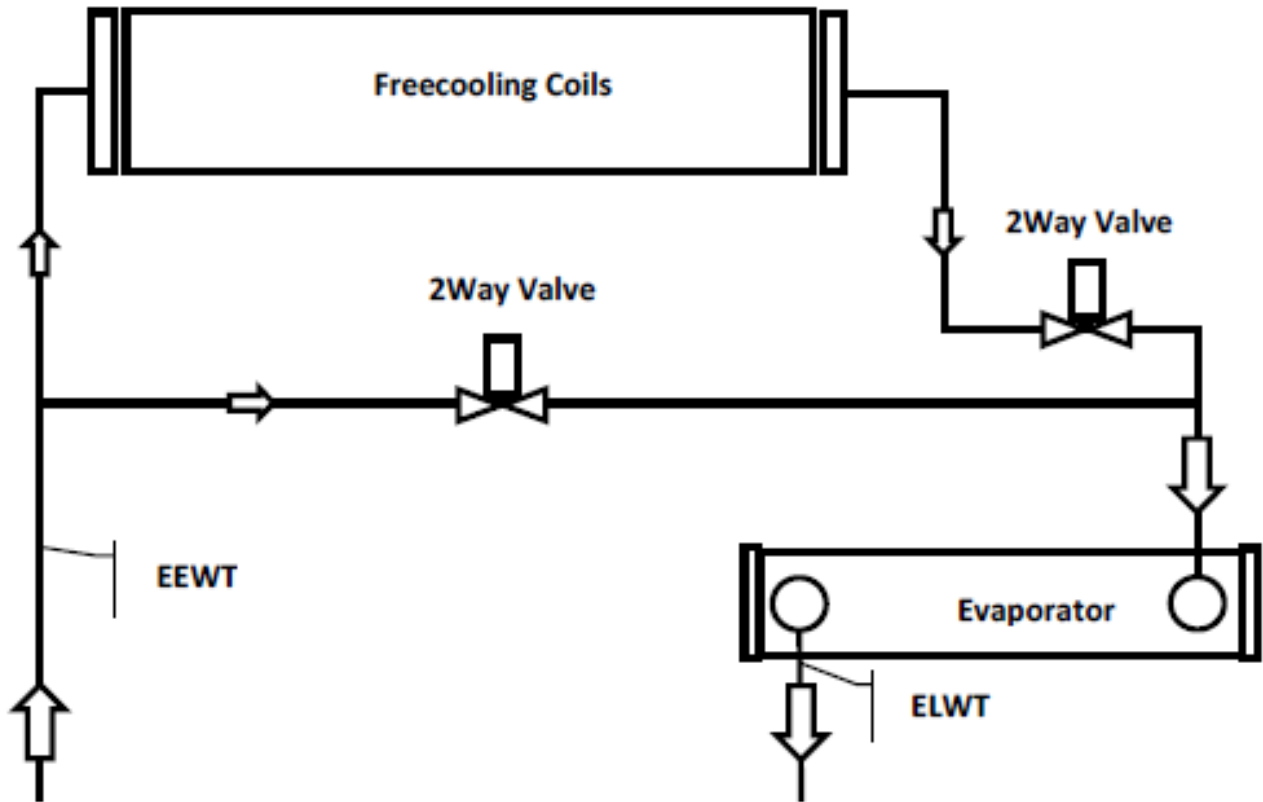 Freecooling Coils
2Way Valve
2Way Valve
EEWT
Evaporator
ELWT